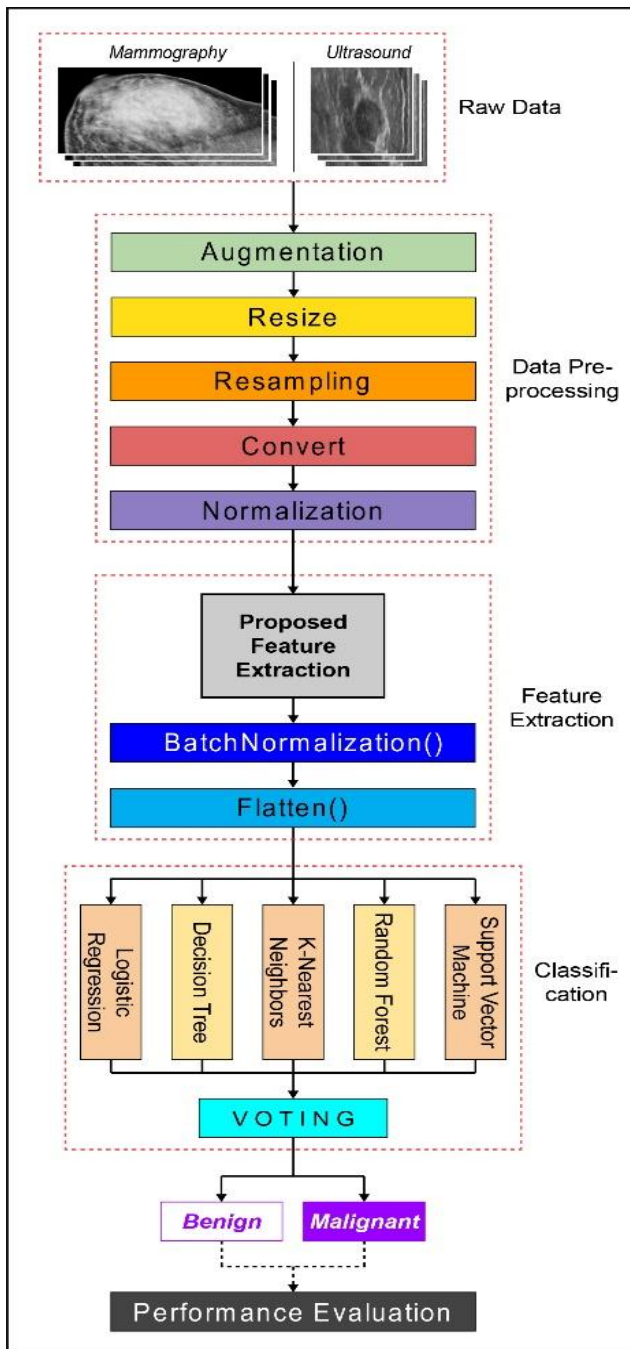 Mammography
Ultrasound
Raw Data
Augmentation
Resize
Resampling
Data Pre-
processing
Convert
Normalization
Proposed
Feature
Extraction
Feature
Extraction
BatchNormalization()
Flatten()
Logistic
Regression
Decision Tree
K-Nearest
Neighbors
Random Forest
Support Vector
Machine
Classifi-
cation
VOTING
Benign
Malignant
Performance Evaluation